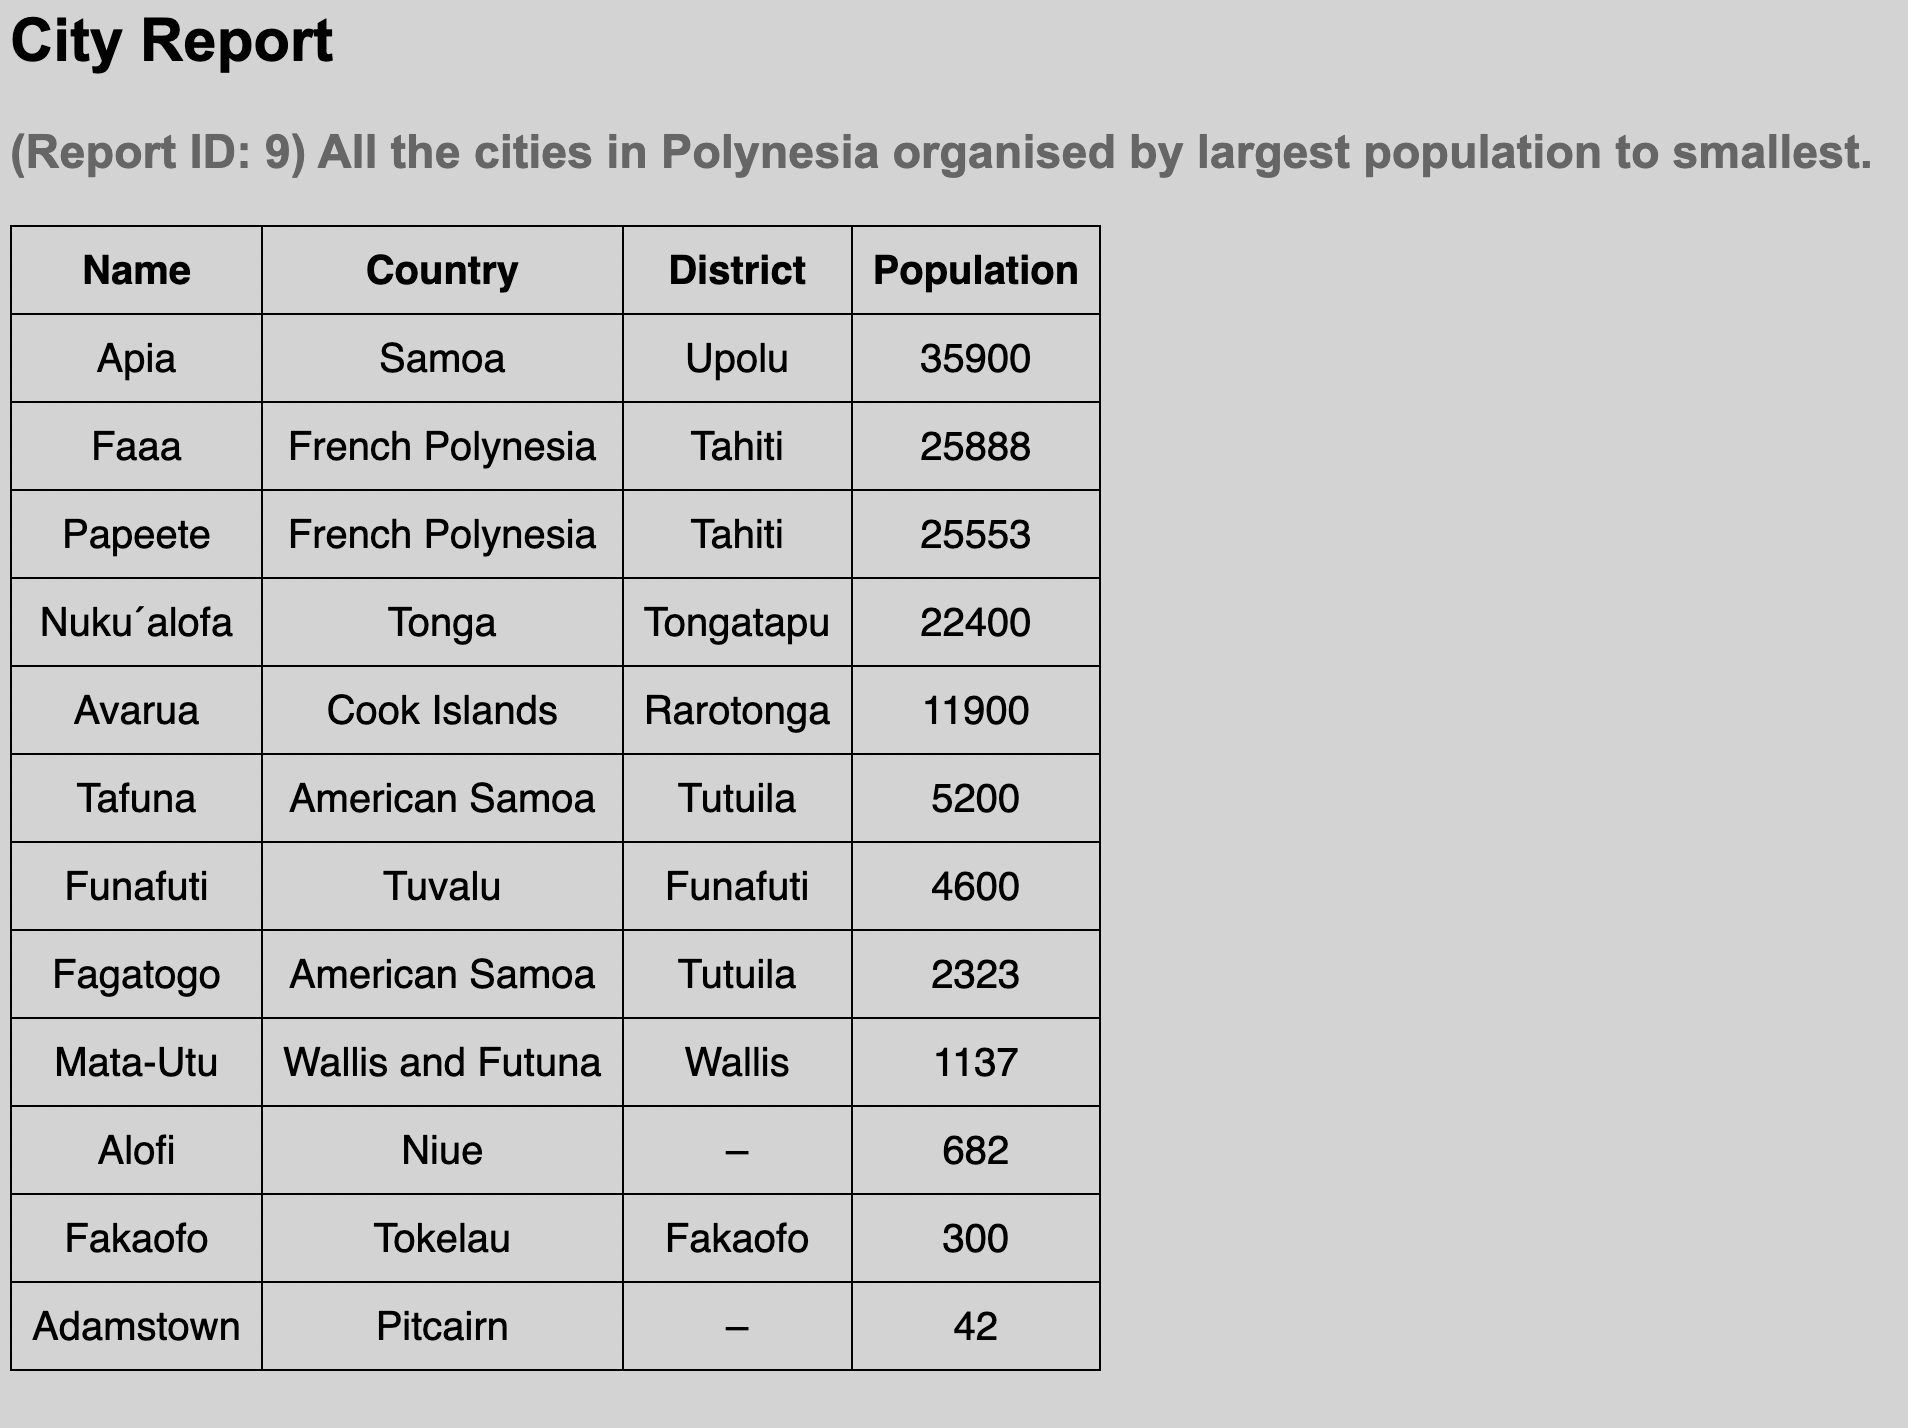 City Report
(Report ID: 9) All the cities in Polynesia organised by largest population to smallest.
Name Country District Population
Apia Samoa Upolu 35900
Faaa French Polynesia Tahiti 25888
Papeete French Polynesia Tahiti 25553
Nuku´alofa Tonga Tongatapu 22400
Avarua Cook Islands Rarotonga 11900
Tafuna American Samoa Tutuila 5200
Funafuti Tuvalu Funafuti 4600
Fagatogo American Samoa Tutuila 2323
Mata-Utu Wallis and Futuna Wallis 1137
Alofi Niue – 682
Fakaofo Tokelau Fakaofo 300
Adamstown Pitcairn – 42